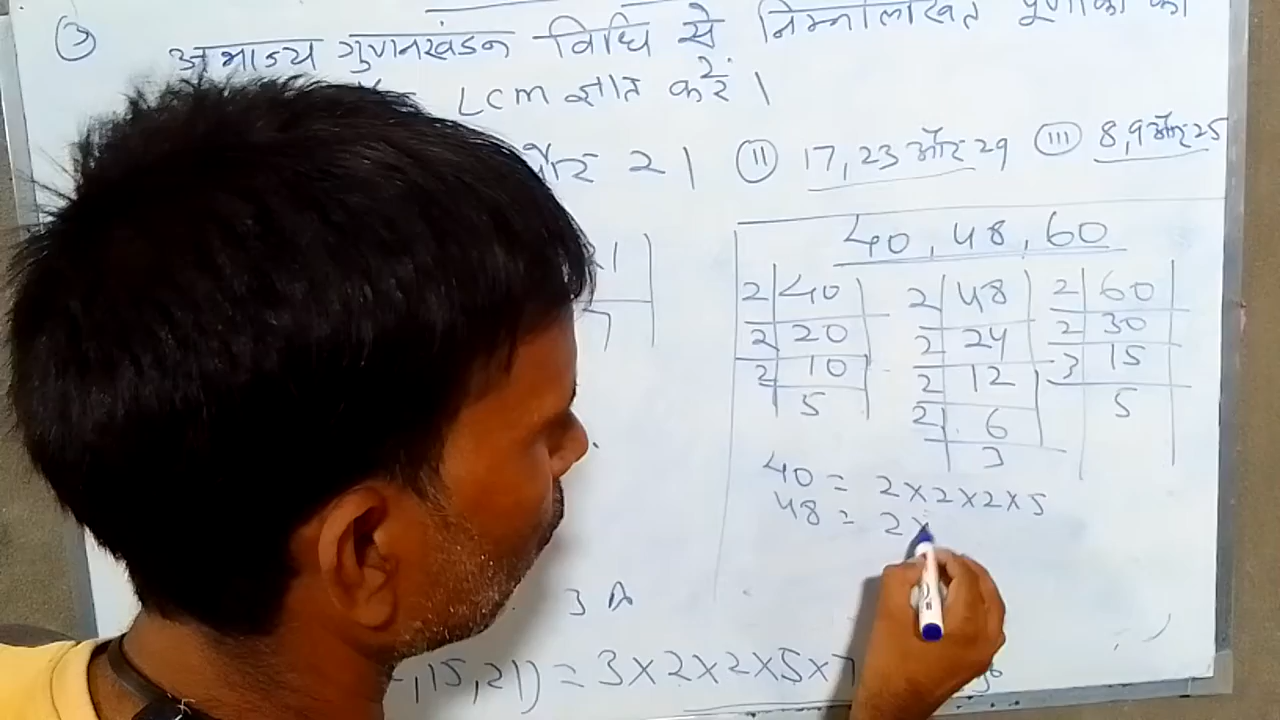 ③ अभाज्य गुणनखंडन विधि से निम्नलिखित पूर्णांकों का
LCM ज्ञात करें ।
और 21 ⑪ 17, 23 और 29 ⑪ⁱ 8, 9 और 25
40, 48, 60
2 40 2 48 2 60
2 20 2 24 2 30
2 10 2 12 3 15
5 2 6 5
3
40 = 2×2×2×5
48 = 2×
3
,15,21) = 3×2×2×5×7